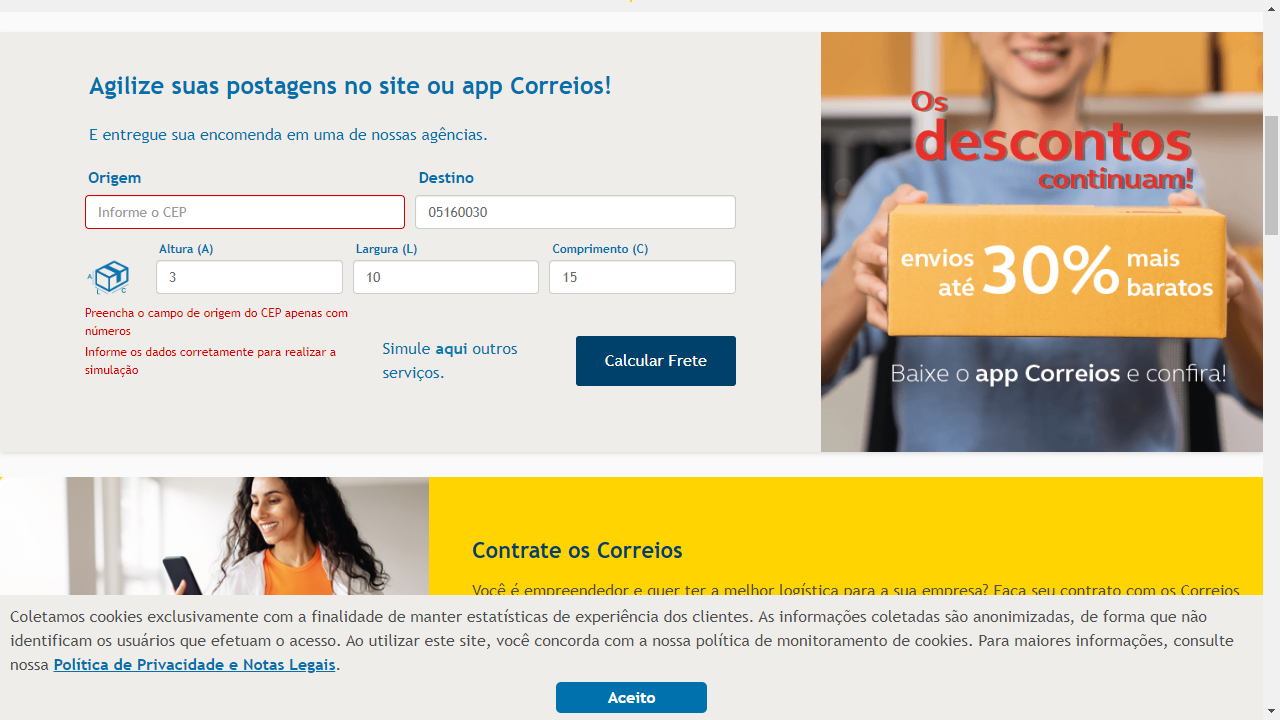 Agilize suas postagens no site ou app Correios!
E entregue sua encomenda em uma de nossas agências.
Origem
Destino
Informe o CEP
05160030
Altura (A)
Largura (L)
Comprimento (C)
A
L
C
3
10
15
Preencha o campo de origem do CEP apenas com
números
Informe os dados corretamente para realizar a
simulação
Simule aqui outros
serviços.
Calcular Frete
Os
descontos
continuam!
envios
até
30%
mais
baratos
Baixe o app Correios e confira!
Contrate os Correios
Você é empreendedor e quer ter a melhor logística para a sua empresa? Faça seu contrato com os Correios
Coletamos cookies exclusivamente com a finalidade de manter estatísticas de experiência dos clientes. As informações coletadas são anonimizadas, de forma que não
identificam os usuários que efetuam o acesso. Ao utilizar este site, você concorda com a nossa política de monitoramento de cookies. Para maiores informações, consulte
nossa Política de Privacidade e Notas Legais.
Aceito